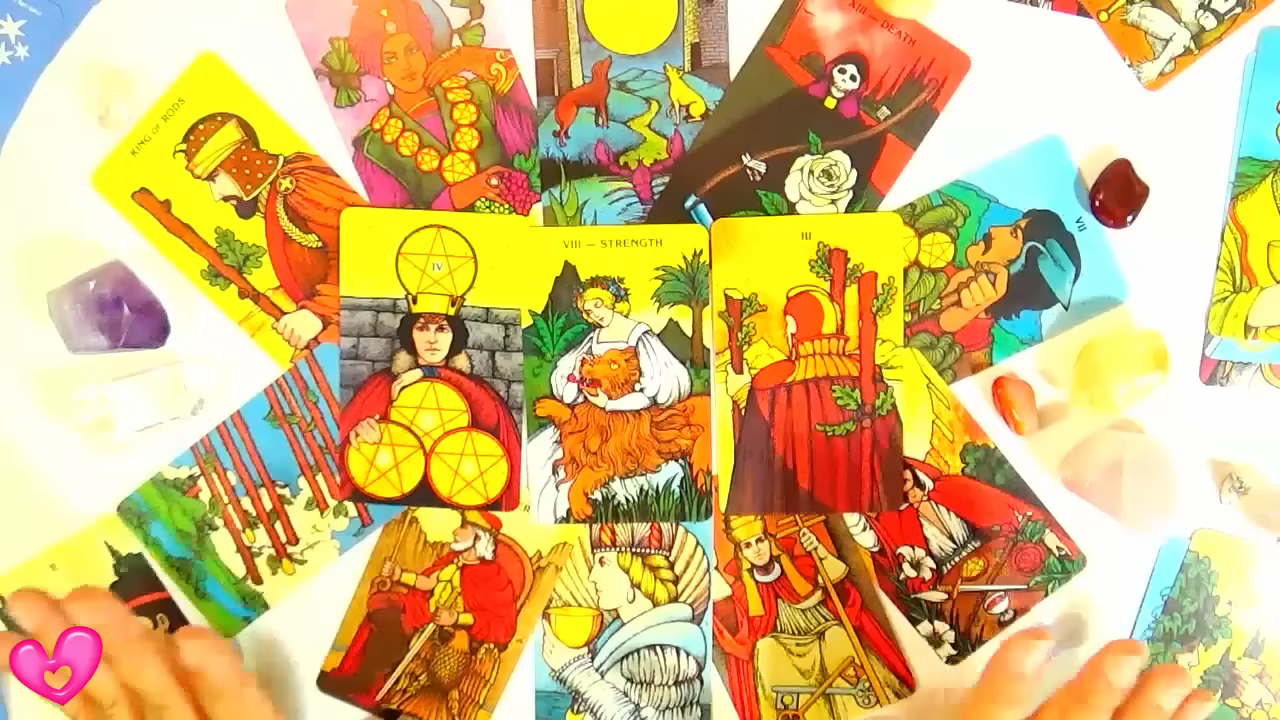 XIII — DEATH
KING OF RODS
VII
IV
VIII — STRENGTH
III